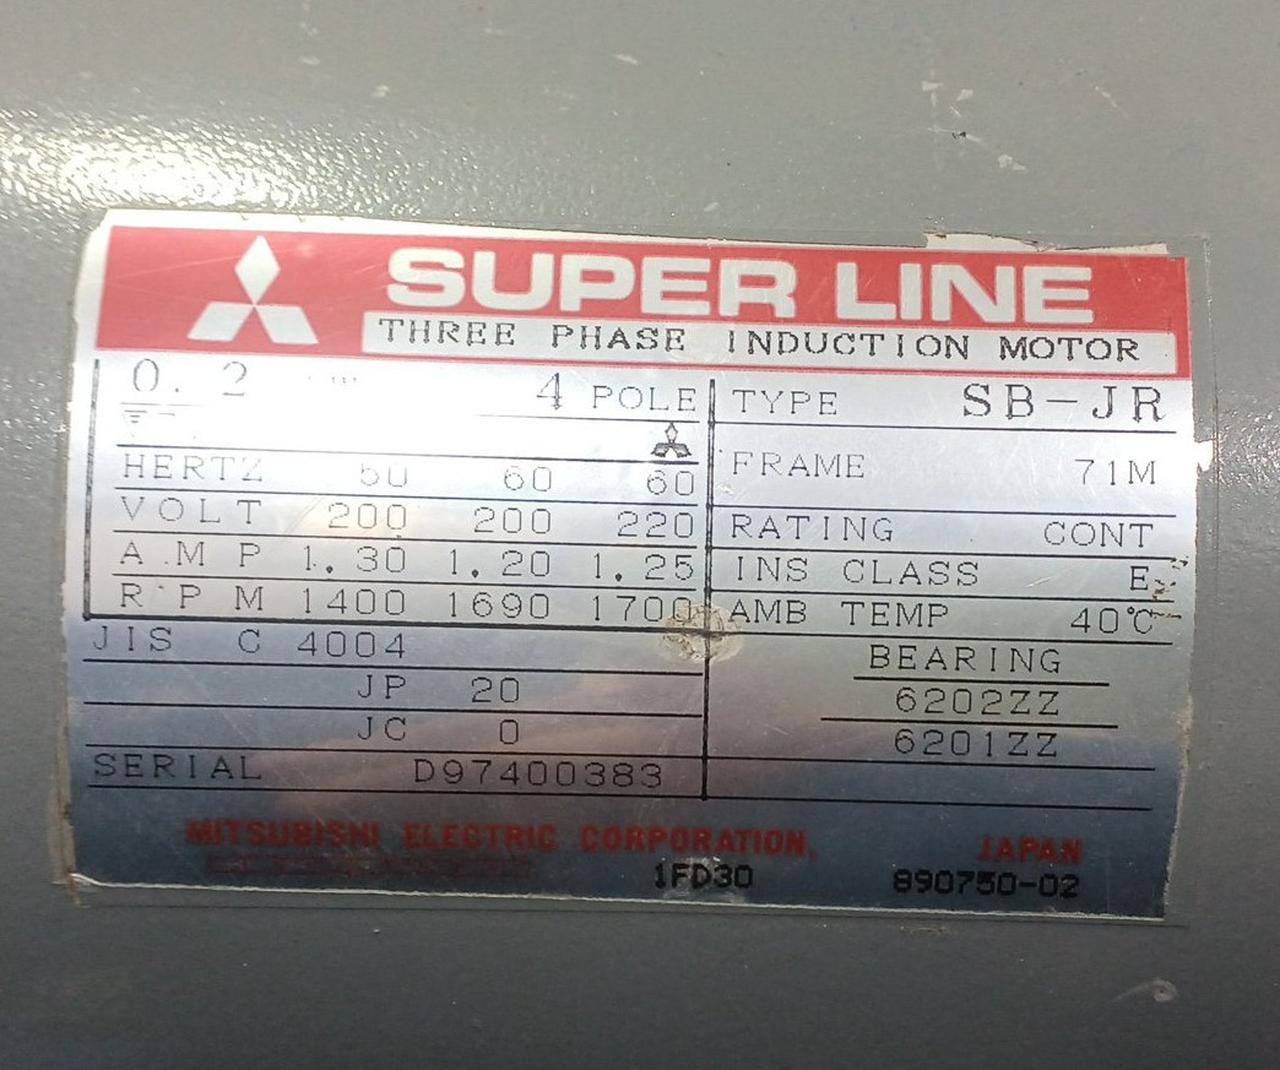 SUPER LINE
THREE PHASE INDUCTION MOTOR
0.2 4 POLE
HERTZ 50 60 60
VOLT 200 200 220
A.M P 1.30 1.20 1.25
R P M 1400 1690 1700
JIS C 4004
JP 20
JC 0
SERIAL D97400383
TYPE SB-JR
FRAME 71M
RATING CONT
INS CLASS E
AMB TEMP 40℃
BEARING
6202ZZ
6201ZZ
MITSUBISHI ELECTRIC CORPORATION. JAPAN
1FD30 890750-02